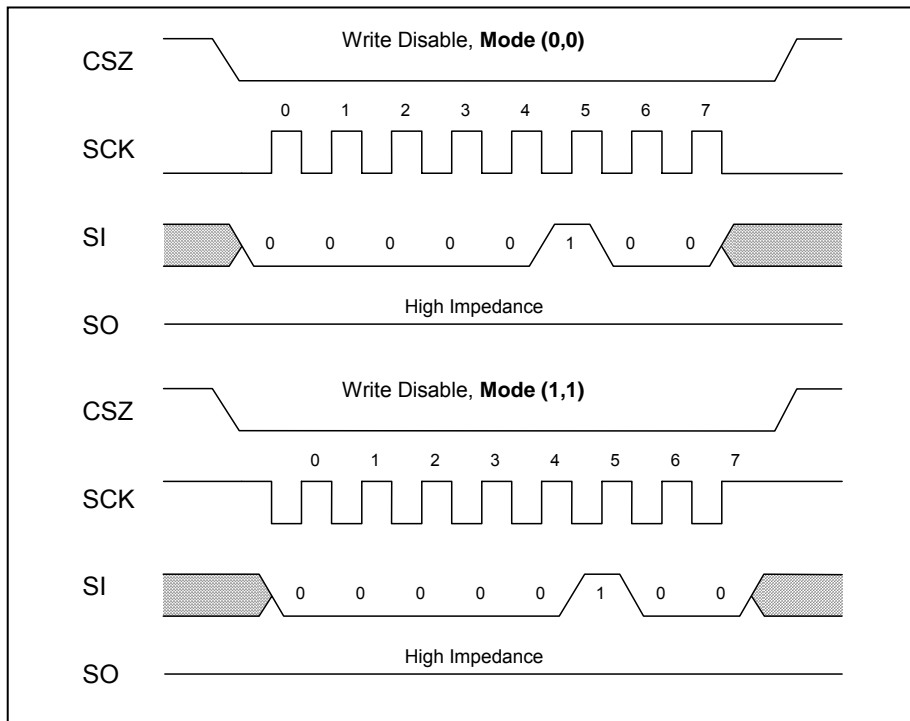 Write Disable, Mode (0,0)
CSZ
0 1 2 3 4 5 6 7
SCK
SI
0 0 0 0 0 1 0 0
High Impedance
SO
Write Disable, Mode (1,1)
CSZ
0 1 2 3 4 5 6 7
SCK
SI
0 0 0 0 0 1 0 0
High Impedance
SO